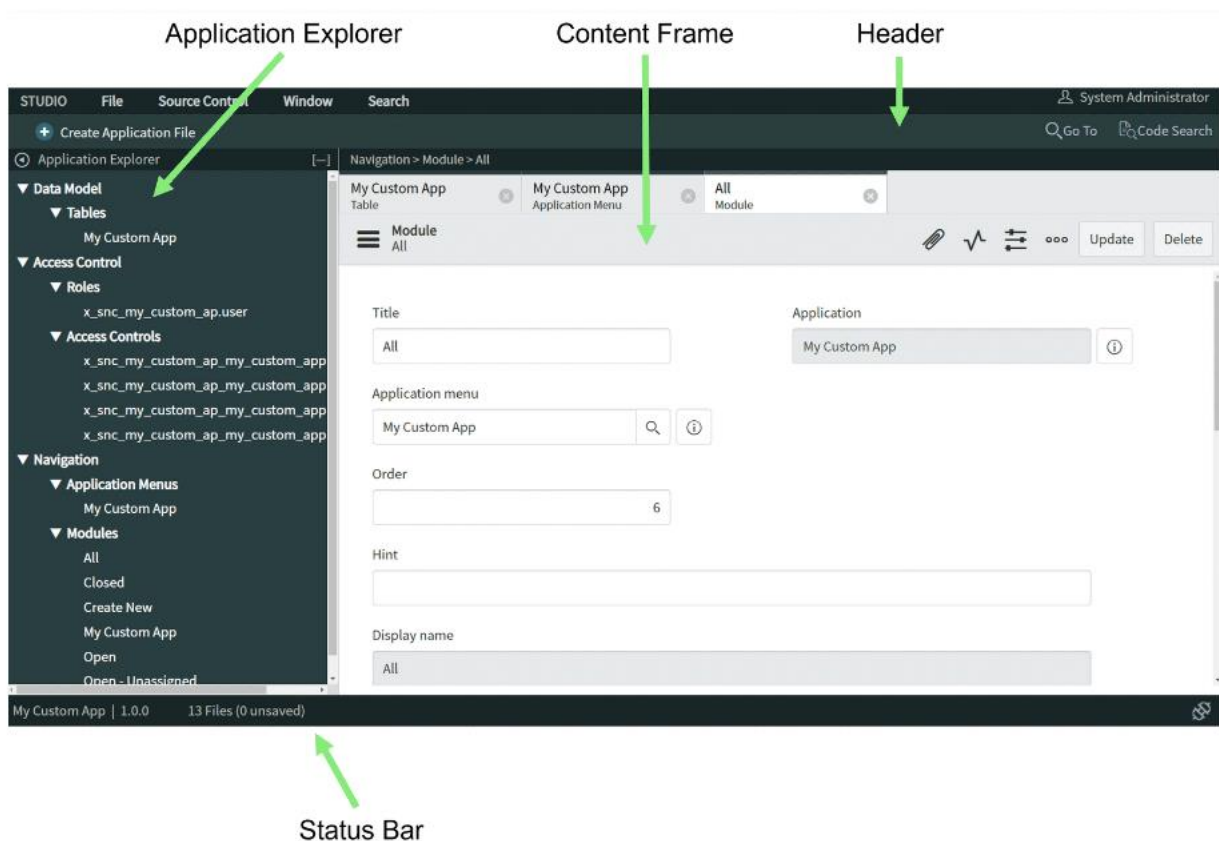 Application Explorer Content Frame Header
STUDIO File Source Control Window Search System Administrator
Create Application File Go To Code Search
Application Explorer [—] Navigation > Module > All
Data Model
Tables
My Custom App
Access Control
Roles
x_snc_my_custom_ap.user
Access Controls
x_snc_my_custom_ap_my_custom_app
x_snc_my_custom_ap_my_custom_app
x_snc_my_custom_ap_my_custom_app
x_snc_my_custom_ap_my_custom_app
Navigation
Application Menus
My Custom App
Modules
All
Closed
Create New
My Custom App
Open
Open - Unassigned
My Custom App My Custom App All
Table Application Menu Module
Module
All
Update Delete
Title Application
All My Custom App
Application menu
My Custom App
Order
6
Hint
Display name
All
My Custom App | 1.0.0 13 Files (0 unsaved)
Status Bar